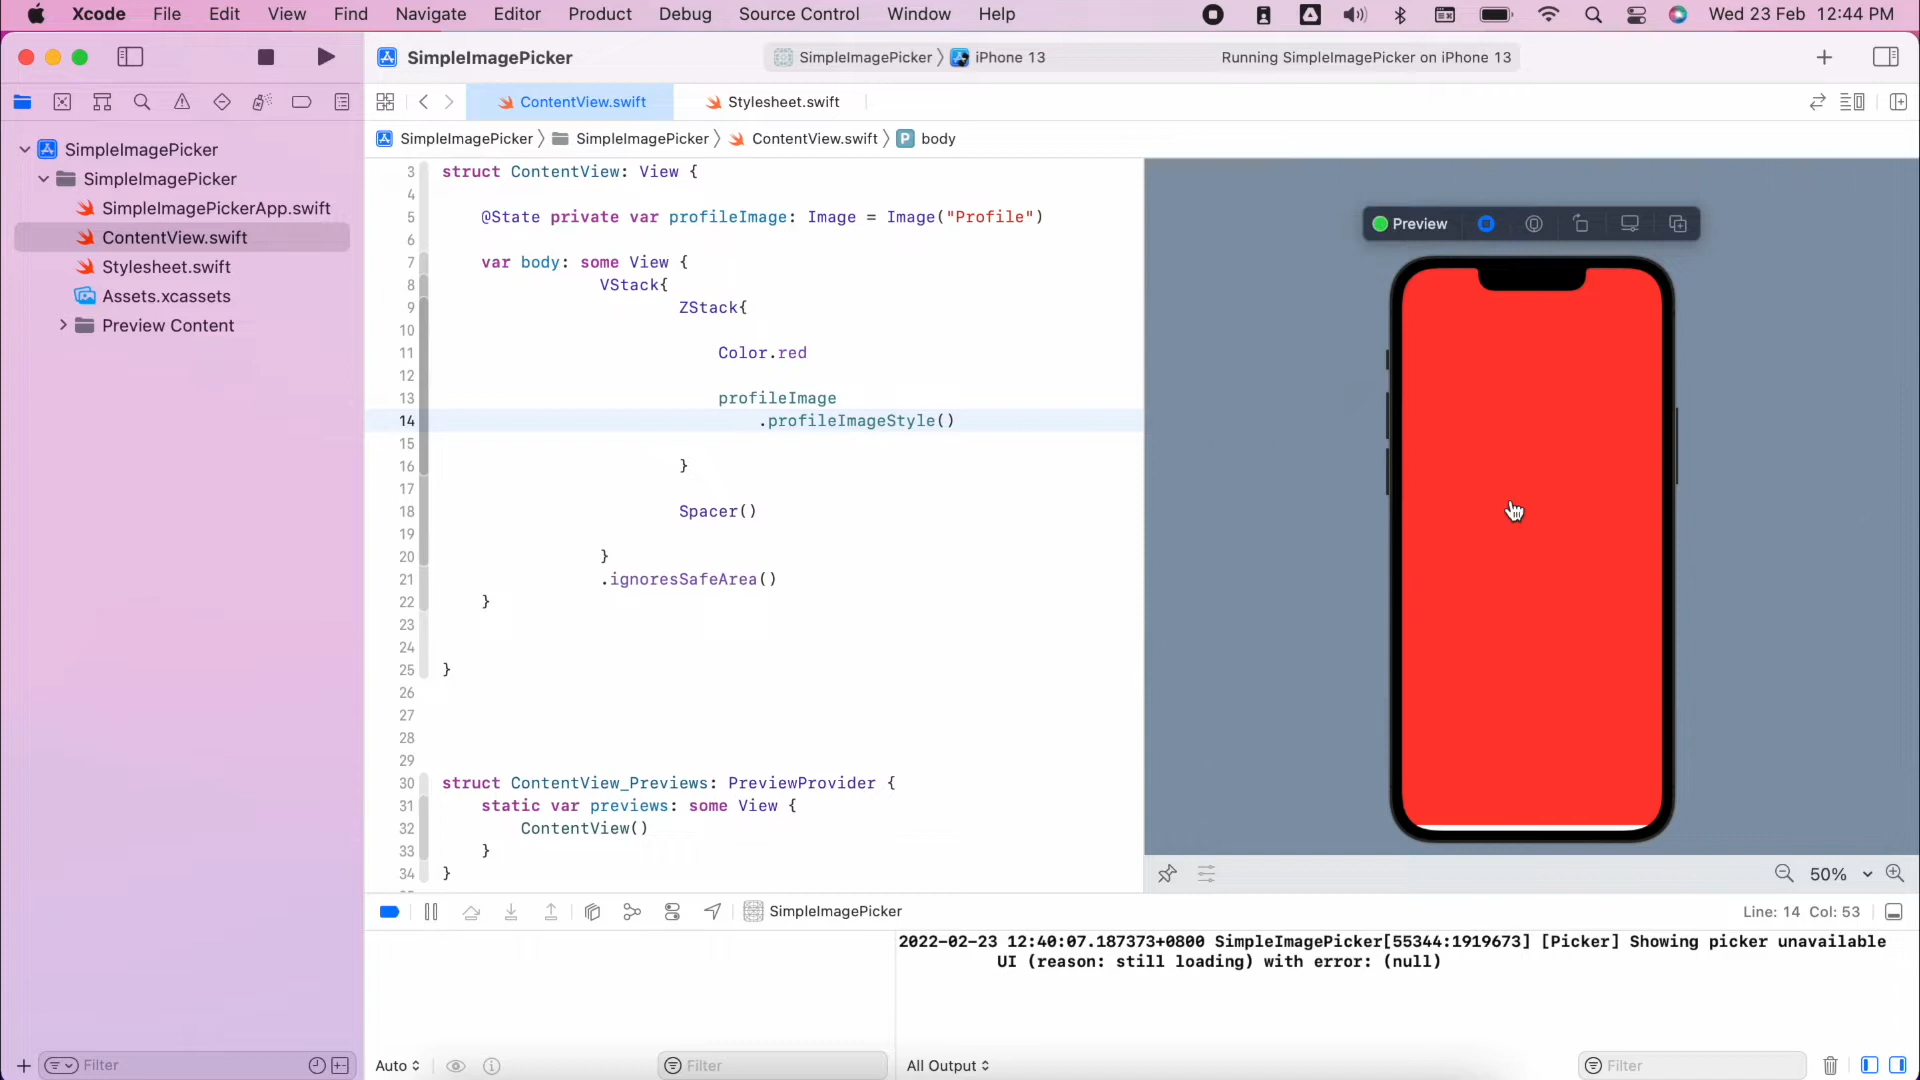 Xcode File Edit View Find Navigate Editor Product Debug Source Control Window Help Wed 23 Feb 12:44 PM
SimpleImagePicker SimpleImagePicker iPhone 13 Running SimpleImagePicker on iPhone 13
ContentView.swift Stylesheet.swift
SimpleImagePicker SimpleImagePicker ContentView.swift P body
SimpleImagePicker
SimpleImagePicker
SimpleImagePickerApp.swift
ContentView.swift
Stylesheet.swift
Assets.xcassets
Preview Content
3 struct ContentView: View {
4
5 @State private var profileImage: Image = Image("Profile")
6
7 var body: some View {
8 VStack{
9 ZStack{
10
11 Color.red
12
13 profileImage
14 .profileImageStyle()
15
16 }
17
18 Spacer()
19
20 }
21 .ignoresSafeArea()
22 }
23
24
25 }
26
27
28
29
30 struct ContentView_Previews: PreviewProvider {
31 static var previews: some View {
32 ContentView()
33 }
34 }
Preview
50%
SimpleImagePicker
Line: 14 Col: 53
2022-02-23 12:40:07.187373+0800 SimpleImagePicker[55344:1919673] [Picker] Showing picker unavailable
UI (reason: still loading) with error: (null)
Filter
Auto
Filter
All Output
Filter